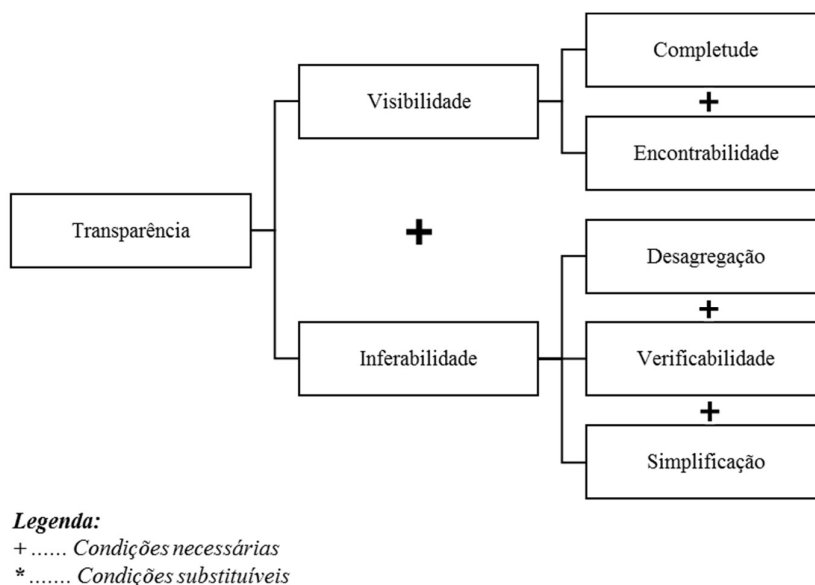 Completude
+
Visibilidade
Encontrabilidade
Transparência
+
Desagregação
+
Inferabilidade
Verificabilidade
+
Simplificação
Legenda:
+ ...... Condições necessárias
* ....... Condições substituíveis